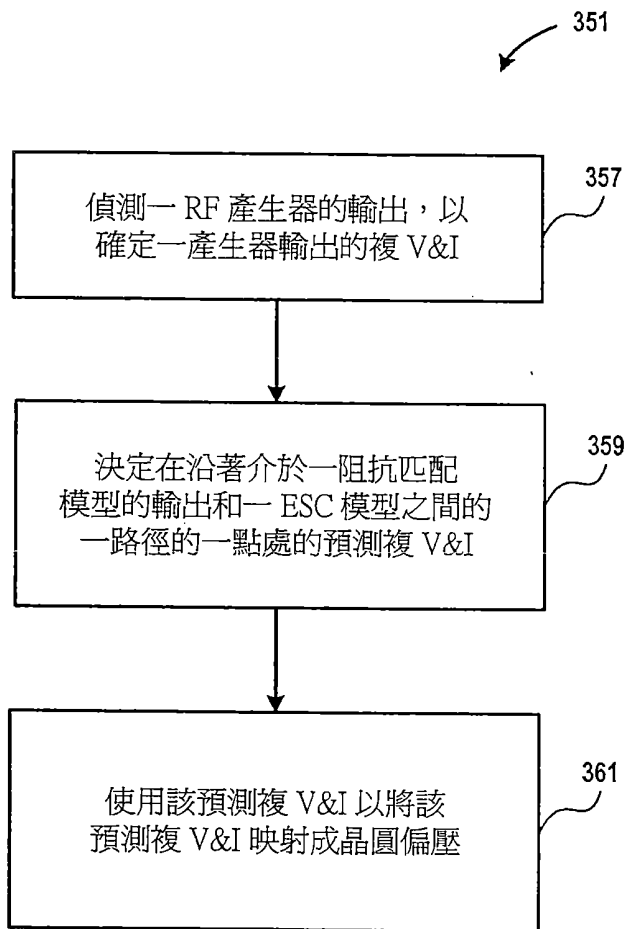 351
偵測一 RF 產生器的輸出，以
確定一產生器輸出的複 V&I
357
決定在沿著介於一阻抗匹配
模型的輸出和一 ESC 模型之間的
一路徑的一點處的預測複 V&I
359
使用該預測複 V&I 以將該
預測複 V&I 映射成晶圓偏壓
361